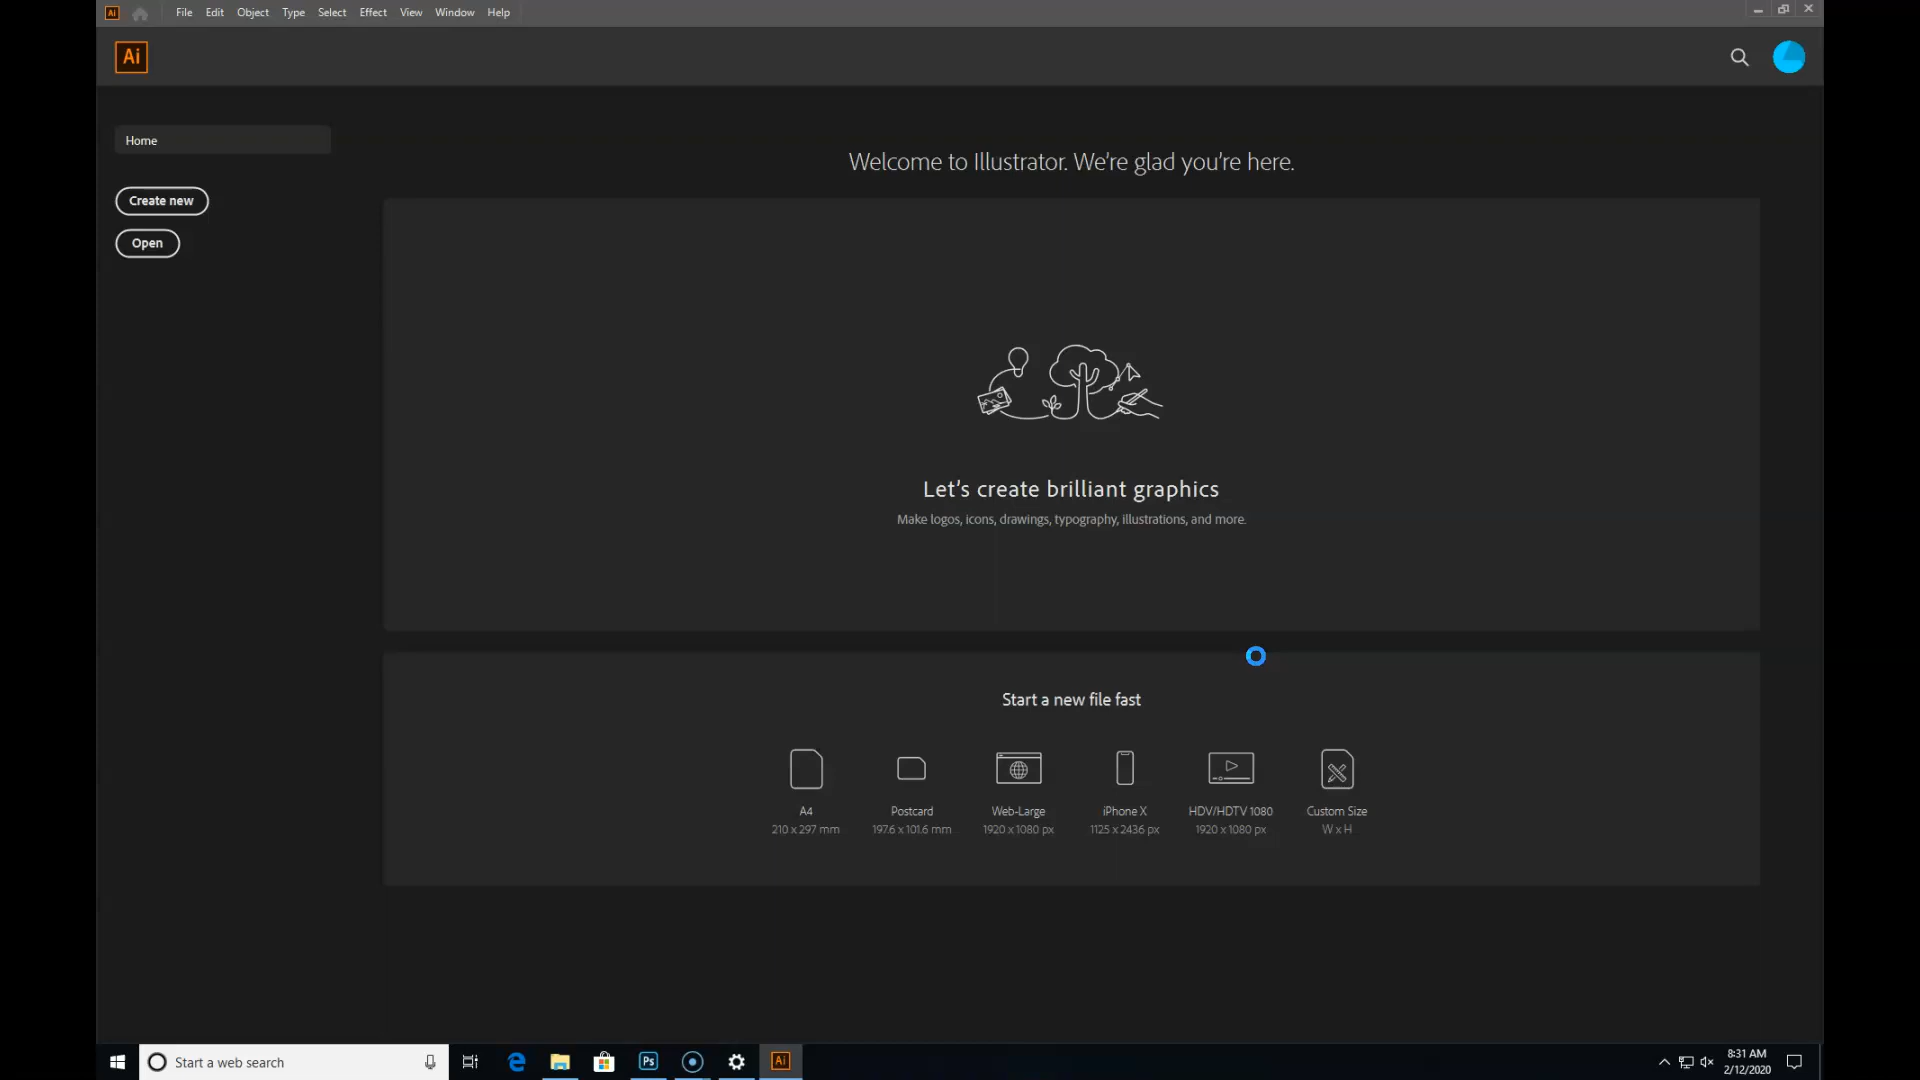 Ai File Edit Object Type Select Effect View Window Help
Ai
Home
Welcome to Illustrator. We're glad you're here.
Create new
Open
Let's create brilliant graphics
Make logos, icons, drawings, typography, illustrations, and more.
Start a new file fast
A4 Postcard Web-Large iPhone X HDV/HDTV 1080 Custom Size
210 x 297 mm 197.6 x 101.6 mm 1920 x 1080 px 1125 x 2436 px 1920 x 1080 px W x H
Start a web search Ps Ai
8:31 AM
2/12/2020